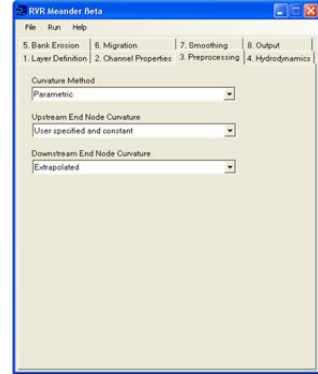 RVR Meander Beta
File Run Help
5. Bank Erosion 6. Migration 7. Smoothing 8. Output
1. Layer Definition 2. Channel Properties 3. Preprocessing 4. Hydrodynamics
Curvature Method
Parametric
Upstream End Node Curvature
User specified and constant
Downstream End Node Curvature
Extrapolated